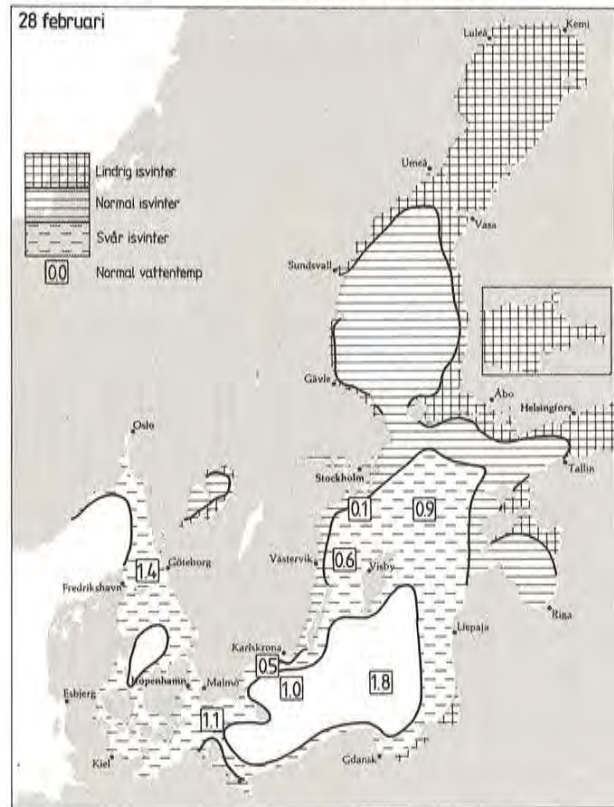 28 februari
Luleå
Kemi
Lindrig isvinter
Umeå
Normal isvinter
Vasa
Svår isvinter
0.0 Normal vattentemp
Sundsvall
Gävle
Åbo
Helsingfors
Oslo
Tallin
Stockholm
0.1
0.9
Västervik
0.6
Visby
1.4
Göteborg
Fredrikshavn
Riga
Liepaja
Karlskrona
0.5
1.0
1.8
Köpenhamn
Malmö
Esbjerg
1.1
Kiel
Gdansk